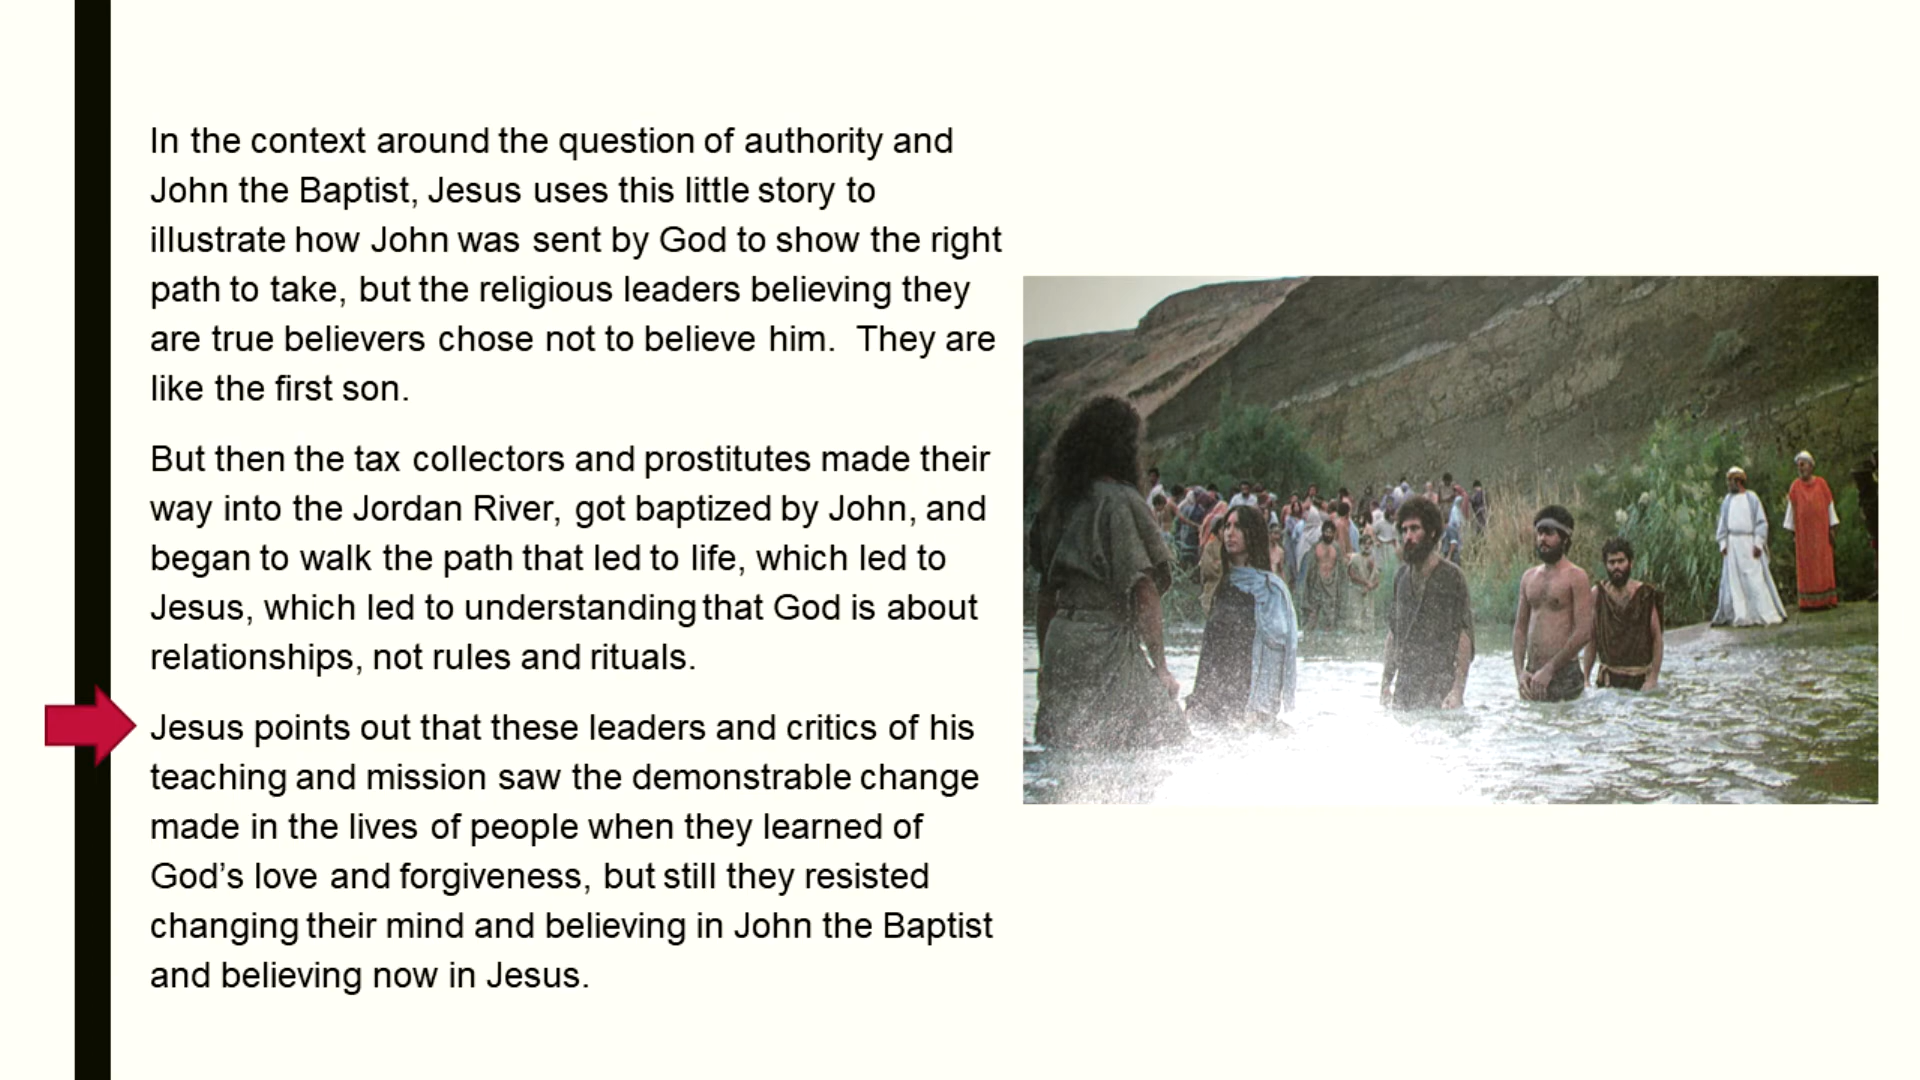 In the context around the question of authority and
John the Baptist, Jesus uses this little story to
illustrate how John was sent by God to show the right
path to take, but the religious leaders believing they
are true believers chose not to believe him.  They are
like the first son.
But then the tax collectors and prostitutes made their
way into the Jordan River, got baptized by John, and
began to walk the path that led to life, which led to
Jesus, which led to understanding that God is about
relationships, not rules and rituals.
Jesus points out that these leaders and critics of his
teaching and mission saw the demonstrable change
made in the lives of people when they learned of
God’s love and forgiveness, but still they resisted
changing their mind and believing in John the Baptist
and believing now in Jesus.